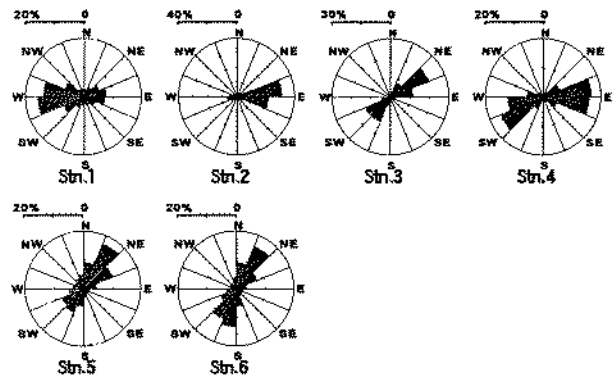 20% 0 40% 0 30% 0 20% 0
N N N N
NW NE NW NE NW NE NW NE
W E W E W E W E
SW SE SW SE SW SE SW SE
S S S S
Stn.1 Stn.2 Stn.3 Stn.4
20% 0 20% 0
N N
NW NE NW NE
W E W E
SW SE SW SE
S S
Stn.5 Stn.6